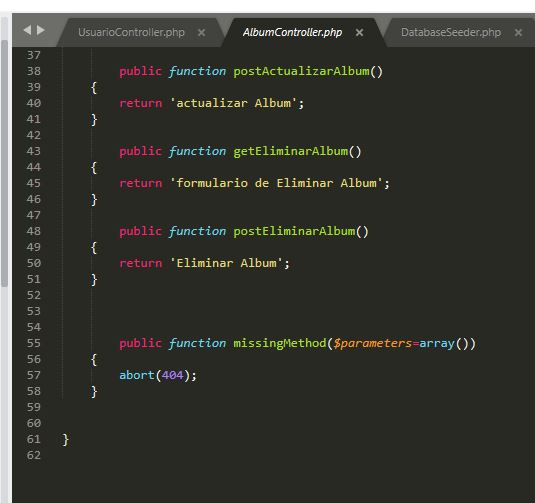 UsuarioController.php × AlbumController.php × DatabaseSeeder.php ×
37
38 public function postActualizarAlbum()
39 {
40 return 'actualizar Album';
41 }
42
43 public function getEliminarAlbum()
44 {
45 return 'formulario de Eliminar Album';
46 }
47
48 public function postEliminarAlbum()
49 {
50 return 'Eliminar Album';
51 }
52
53
54
55 public function missingMethod($parameters=array())
56 {
57 abort(404);
58 }
59
60
61 }
62